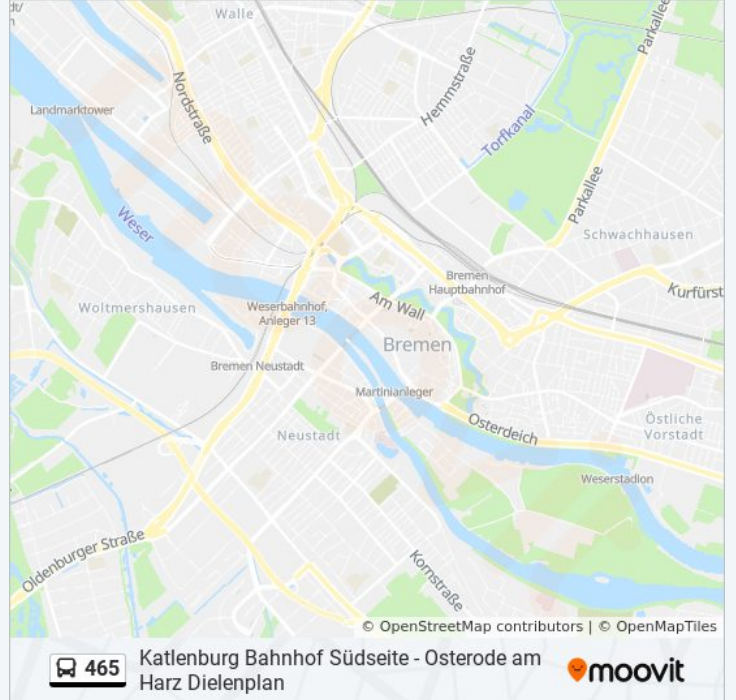 dt/
n
Walle
Parkallee
Nordstraße
Hemmstraße
Landmarktower
Torfkanal
Parkallee
Weser
Schwachhausen
Bremen
Hauptbahnhof
Kurfürst
Woltmershausen
Weserbahnhof,
Anleger 13
Am Wall
Bremen
Bremen Neustadt
Martinianleger
Osterdeich
Östliche
Vorstadt
Neustadt
Weserstadion
Oldenburger Straße
Kornstraße
© OpenStreetMap contributors | © OpenMapTiles
465
Katlenburg Bahnhof Südseite - Osterode am
Harz Dielenplan
moovit